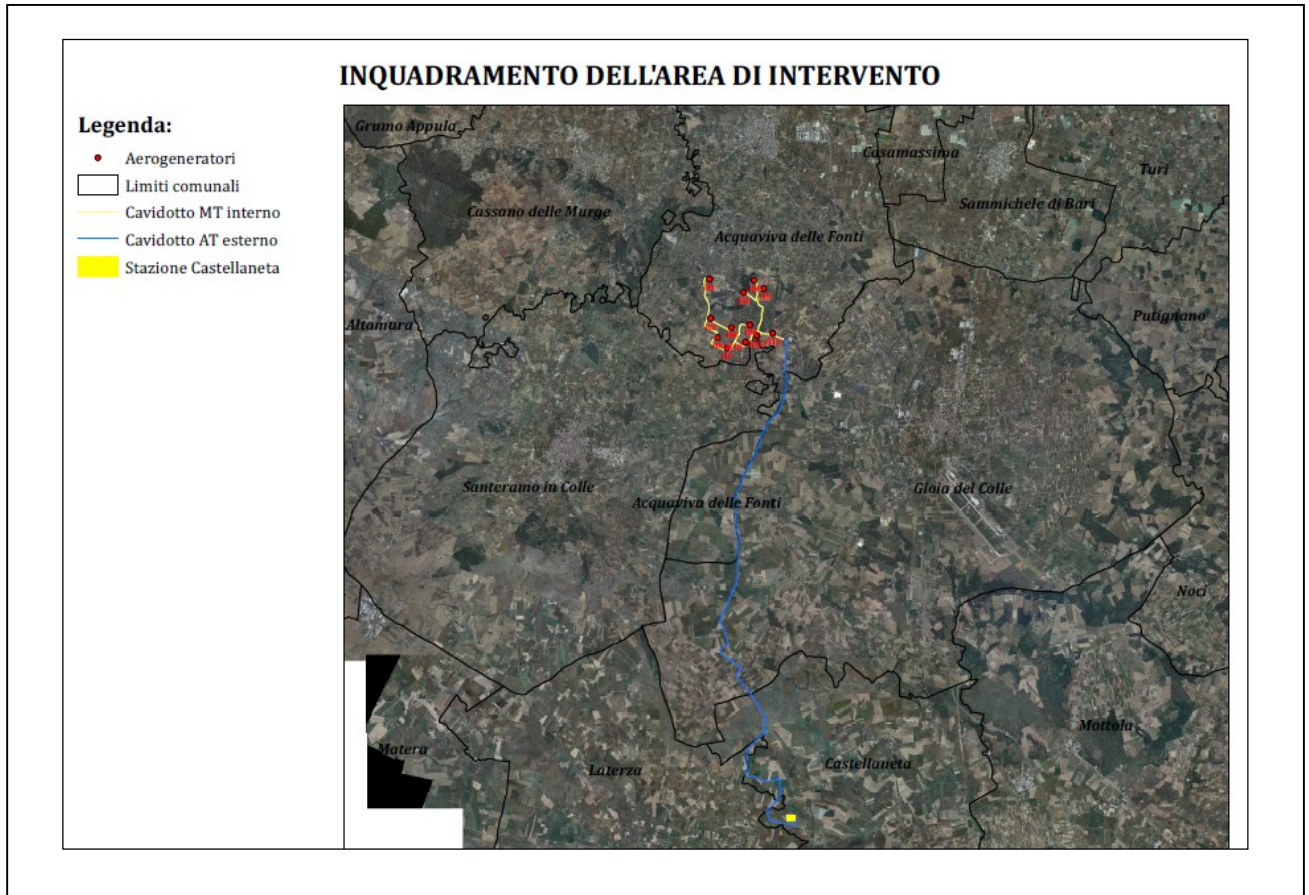 INQUADRAMENTO DELL'AREA DI INTERVENTO
Legenda:
Aerogeneratori
Limiti comunali
Cavidotto MT interno
Cavidotto AT esterno
Stazione Castellaneta
Grumo Appula
Casamassima
Turi
Cassano delle Murge
Sammichele di Bari
Acquaviva delle Fonti
Altamura
Putignano
Santeramo in Colle
Acquaviva delle Fonti
Gioia del Colle
Noci
Mottola
Matera
Laterza
Castellaneta